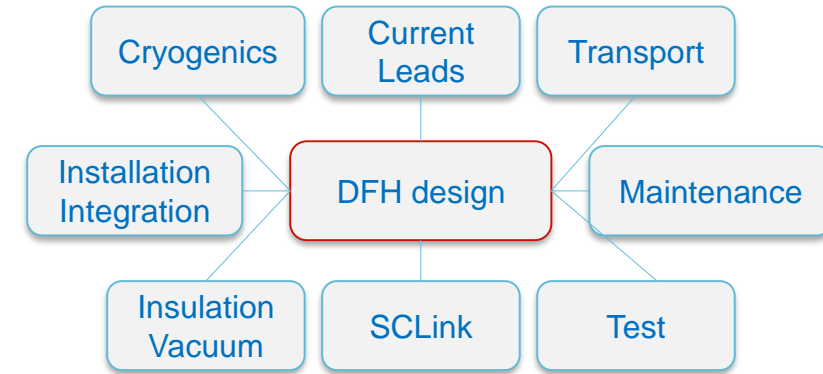 Cryogenics
Current
Leads
Transport
Installation
Integration
DFH design
Maintenance
Insulation
Vacuum
SCLink
Test